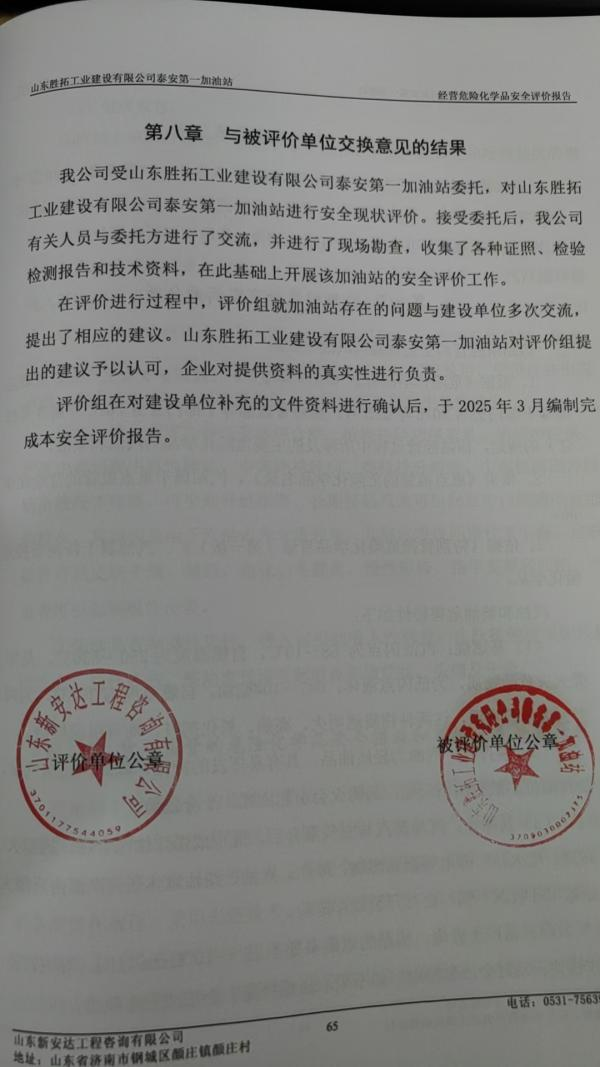 山东胜拓工业建设有限公司泰安第一加油站
经营危险化学品安全评价报告
第八章 与被评价单位交换意见的结果
我公司受山东胜拓工业建设有限公司泰安第一加油站委托，对山东胜拓
工业建设有限公司泰安第一加油站进行安全现状评价。接受委托后，我公司
有关人员与委托方进行了交流，并进行了现场勘查，收集了各种证照、检验
检测报告和技术资料，在此基础上开展该加油站的安全评价工作。
在评价进行过程中，评价组就加油站存在的问题与建设单位多次交流，
提出了相应的建议。山东胜拓工业建设有限公司泰安第一加油站对评价组提
出的建议予以认可，企业对提供资料的真实性进行负责。
评价组在对建设单位补充的文件资料进行确认后，于 2025 年 3 月编制完
成本安全评价报告。
山东新安达工程咨询有限公司
评价单位公章
3701177544059
被评价单位公章
电话：0531-75639
65
山东新安达工程咨询有限公司
地址：山东省济南市钢城区颜庄镇颜庄村